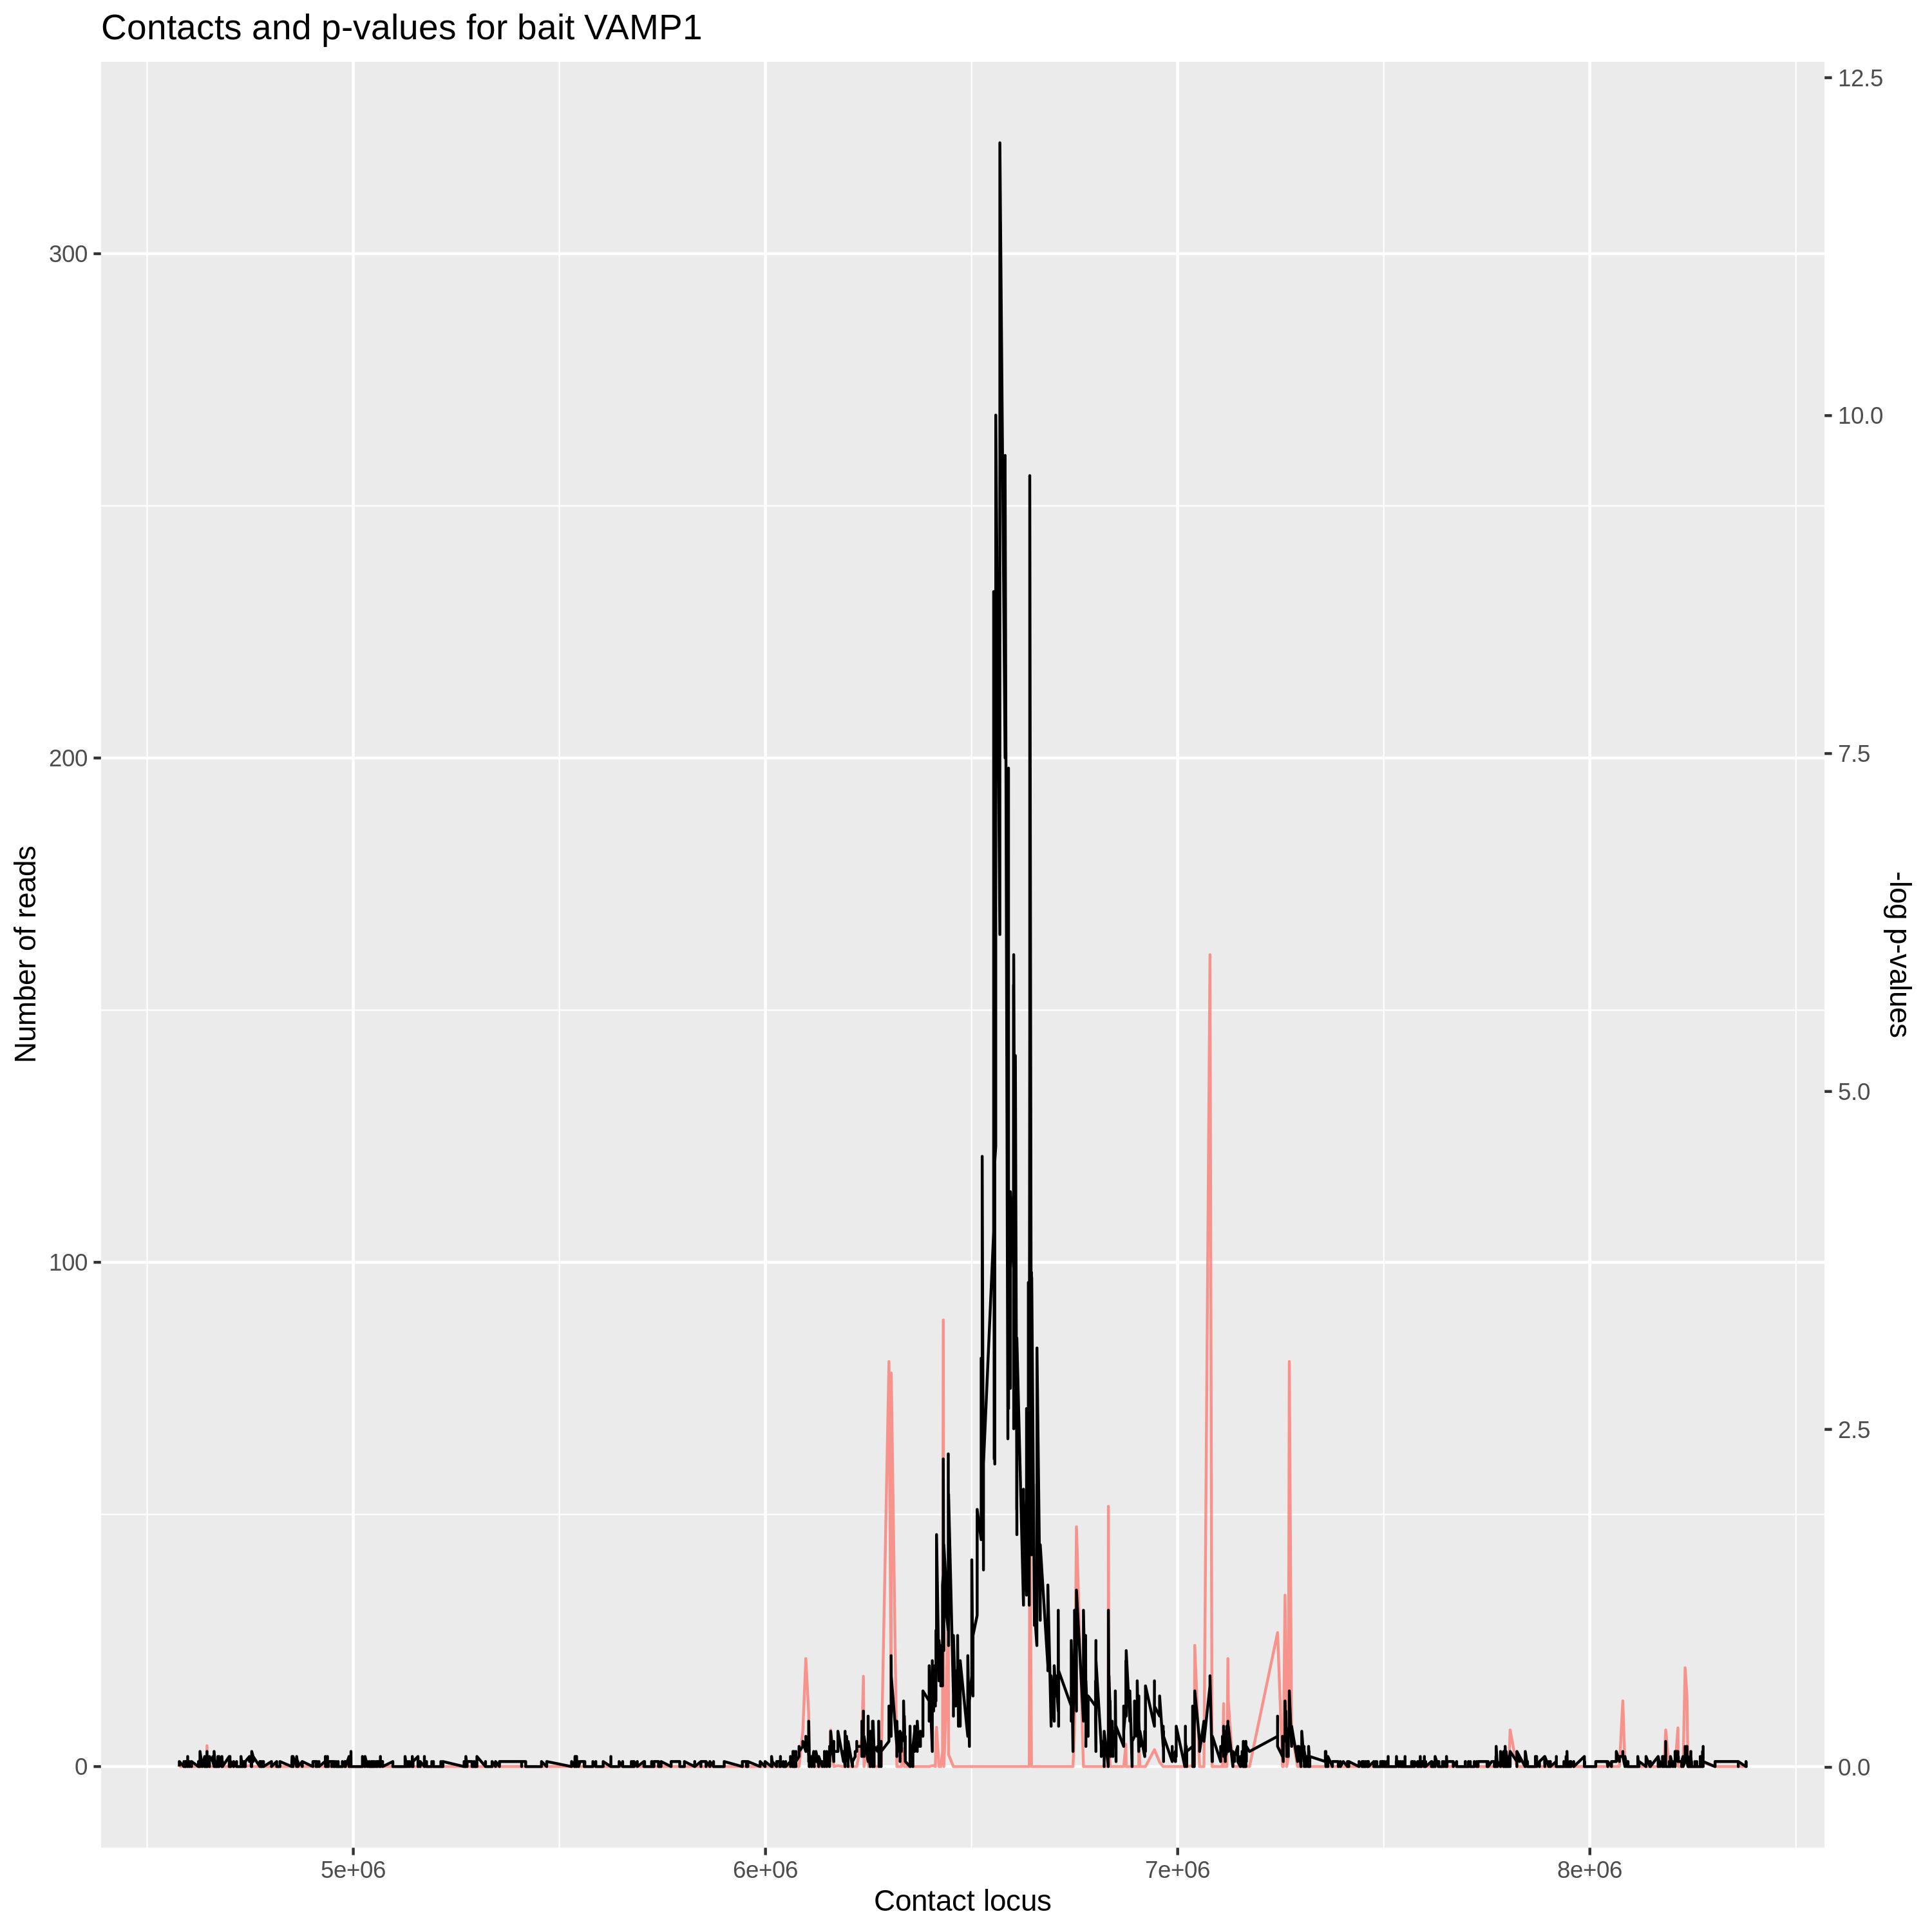 Contacts and p-values for bait VAMP1
Number of reads
300
200
100
0
12.5
10.0
7.5
5.0
2.5
0.0
-log p-values
5e+06
6e+06
7e+06
8e+06
Contact locus